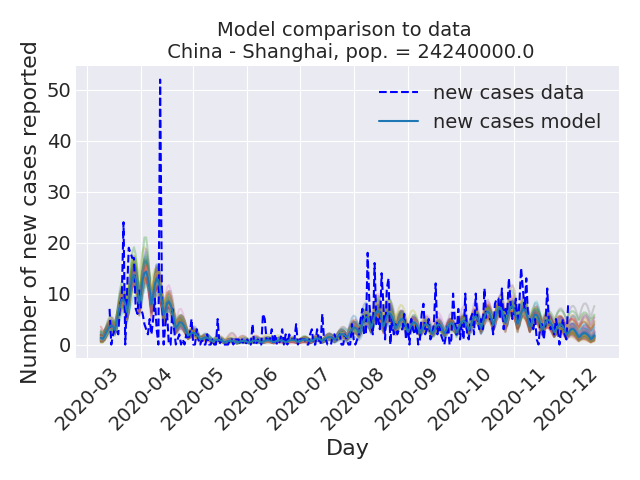 Model comparison to data
China - Shanghai, pop. = 24240000.0
Number of new cases reported
50
40
30
20
10
0
new cases data
new cases model
2020-03
2020-04
2020-05
2020-06
2020-07
2020-08
2020-09
2020-10
2020-11
2020-12
Day